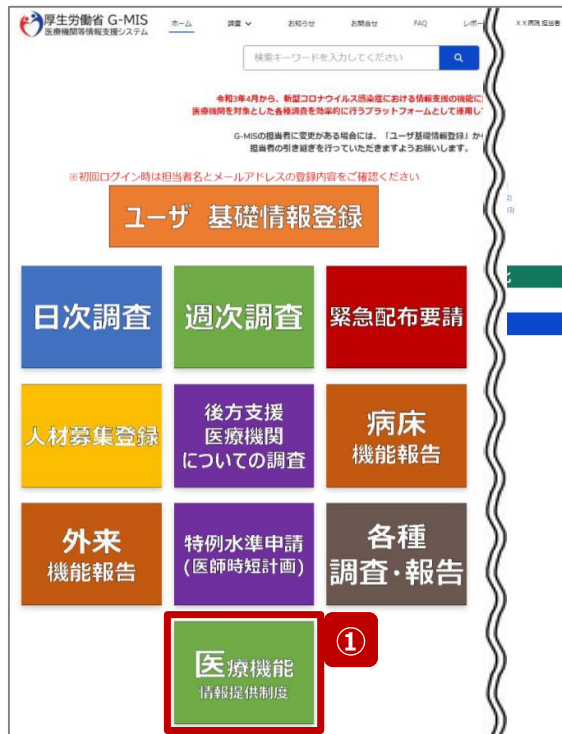 厚生労働省 G-MIS
医療機関等情報支援システム
ホーム 調査 お知らせ お問合せ FAQ レポー XX病院 担当者
検索キーワードを入力してください
令和3年4月から、新型コロナウイルス感染症における情報支援の機能に
医療機関を対象とした各種調査を効率的に行うプラットフォームとして運用し
G-MISの担当者に変更がある場合には、「ユーザ基礎情報登録」か
担当者の引き継ぎを行っていただきますようお願いします。
※初回ログイン時は担当者名とメールアドレスの登録内容をご確認ください
ユーザ 基礎情報登録
日次調査
週次調査
緊急配布要請
人材募集登録
後方支援
医療機関
についての調査
病床
機能報告
外来
機能報告
特例水準申請
(医師時短計画)
各種
調査・報告
①
医療機能
情報提供制度